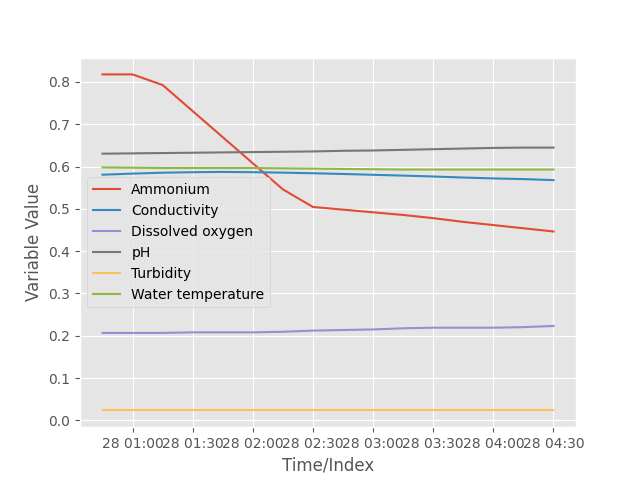 0.8
0.7
0.6
0.5
0.4
0.3
0.2
0.1
0.0
Variable Value
Ammonium
Conductivity
Dissolved oxygen
pH
Turbidity
Water temperature
28 01:00 28 01:30 28 02:00 28 02:30 28 03:00 28 03:30 28 04:00 28 04:30
Time/Index